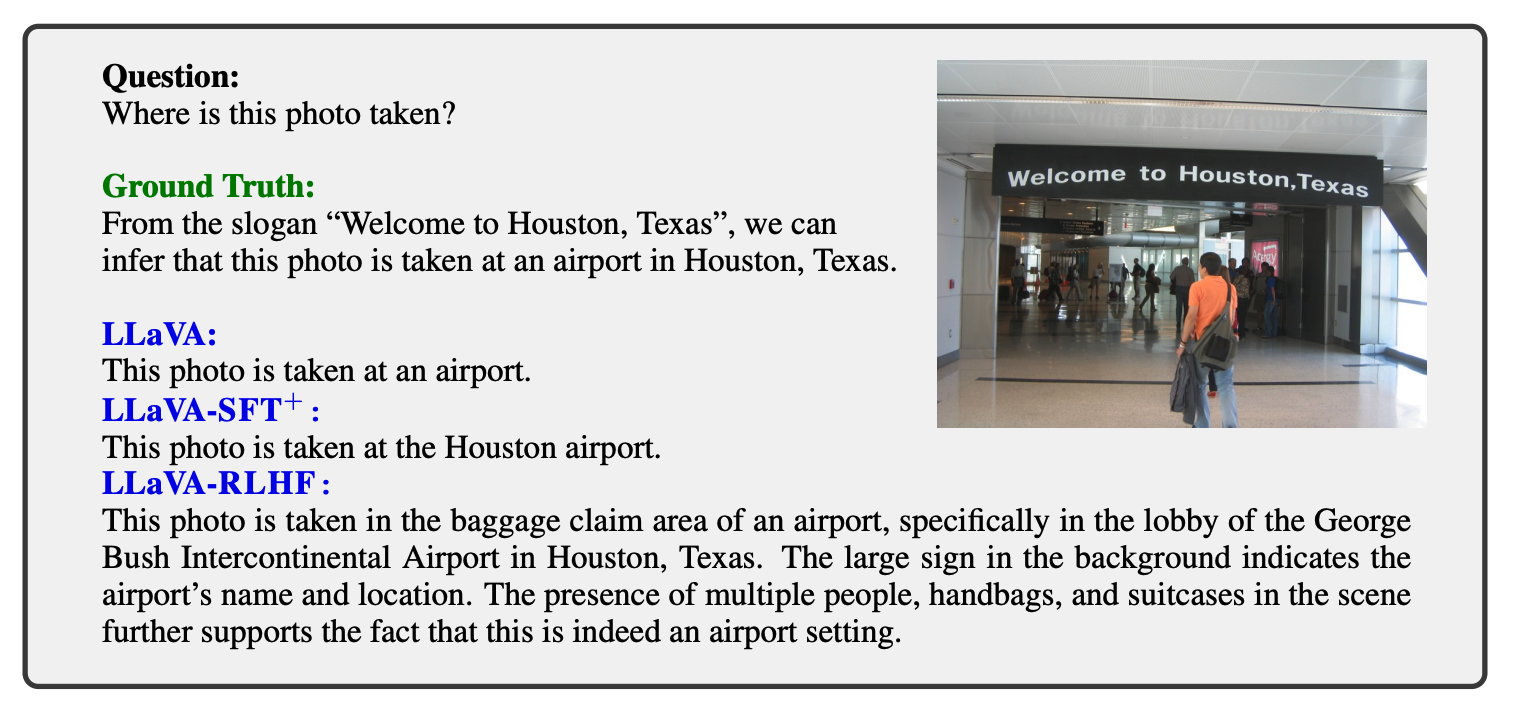 Question:
Where is this photo taken?
Ground Truth:
From the slogan “Welcome to Houston, Texas”, we can
infer that this photo is taken at an airport in Houston, Texas.
LLaVA:
This photo is taken at an airport.
LLaVA-SFT⁺ :
This photo is taken at the Houston airport.
LLaVA-RLHF :
This photo is taken in the baggage claim area of an airport, specifically in the lobby of the George
Bush Intercontinental Airport in Houston, Texas. The large sign in the background indicates the
airport’s name and location. The presence of multiple people, handbags, and suitcases in the scene
further supports the fact that this is indeed an airport setting.
Welcome to Houston,Texas